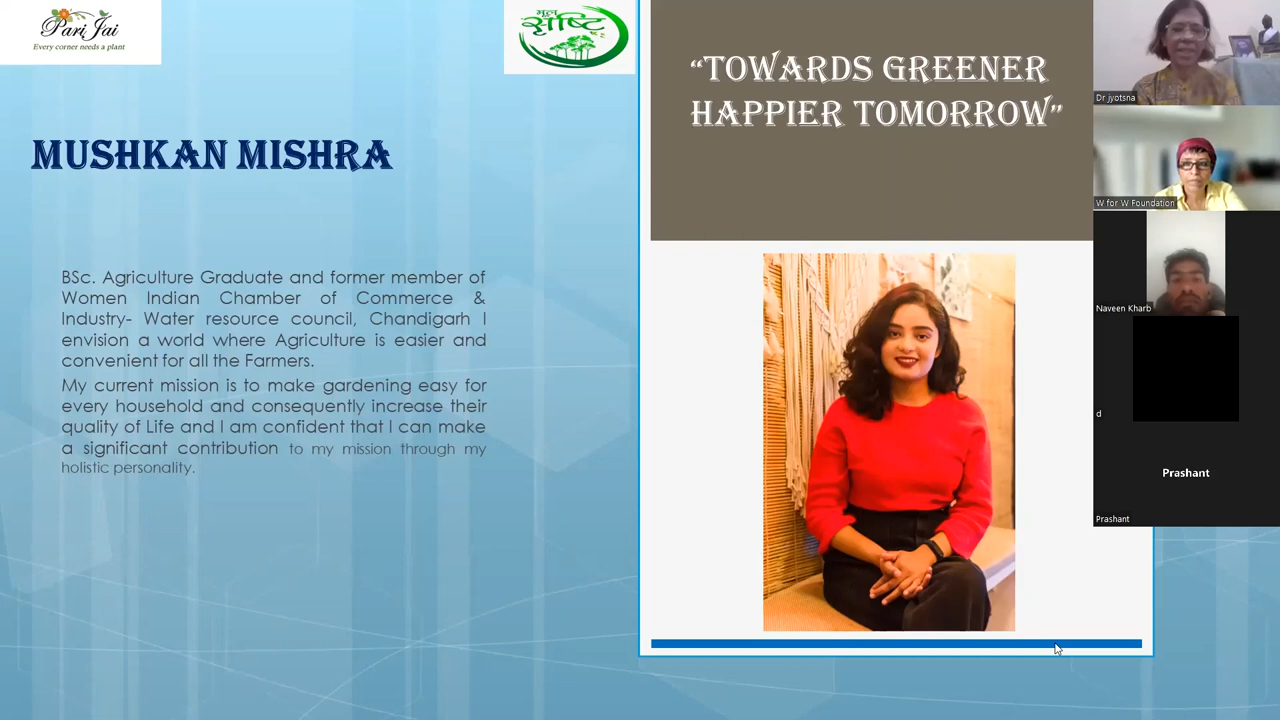 Pari Jai
Every corner needs a plant
मूल
सृष्टि
MUSHKAN MISHRA
BSc. Agriculture Graduate and former member of
Women Indian Chamber of Commerce &
Industry- Water resource council, Chandigarh I
envision a world where Agriculture is easier and
convenient for all the Farmers.
My current mission is to make gardening easy for
every household and consequently increase their
quality of Life and I am confident that I can make
a significant contribution to my mission through my
holistic personality.
“TOWARDS GREENER
HAPPIER TOMORROW”
Dr jyotsna
W for W Foundation
Naveen Kharb
d
Prashant
Prashant